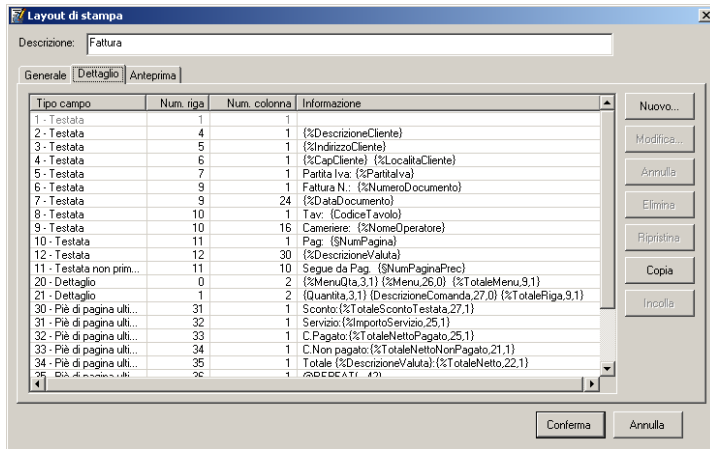 Layout di stampa
Descrizione: Fattura
Generale Dettaglio Anteprima
Tipo campo Num. riga Num. colonna Informazione
1 - Testata 1 1
2 - Testata 4 1 {%DescrizioneCliente}
3 - Testata 5 1 {%IndirizzoCliente}
4 - Testata 6 1 {%CapCliente} {%LocalitaCliente}
5 - Testata 7 1 Partita Iva: {%PartitaIva}
6 - Testata 9 1 Fattura N.: {%NumeroDocumento}
7 - Testata 9 24 {%DataDocumento}
8 - Testata 10 1 Tav: {CodiceTavolo}
9 - Testata 10 16 Cameriere: {%NomeOperatore}
10 - Testata 11 1 Pag: {§NumPagina}
12 - Testata 12 30 {%DescrizioneValuta}
11 - Testata non prim... 11 10 Segue da Pag. {§NumPaginaPrec}
20 - Dettaglio 0 2 {%MenuQta,3,1} {%Menu,26,0} {%TotaleMenu,9,1}
21 - Dettaglio 1 2 {Quantita,3,1} {DescrizioneComanda,27,0} {%TotaleRiga,9,1}
30 - Piè di pagina ulti... 31 1 Sconto:{%TotaleScontoTestata,27,1}
31 - Piè di pagina ulti... 32 1 Servizio:{%ImportoServizio,25,1}
32 - Piè di pagina ulti... 33 1 C.Pagato:{%TotaleNettoPagato,25,1}
33 - Piè di pagina ulti... 34 1 C.Non pagato:{%TotaleNettoNonPagato,21,1}
34 - Piè di pagina ulti... 35 1 Totale {%DescrizioneValuta}:{%TotaleNetto,22,1}
35 - Piè di pagina ulti... 36 1 @REPEAT(
Nuovo...
Modifica...
Annulla
Elimina
Ripristina
Copia
Incolla
Conferma Annulla